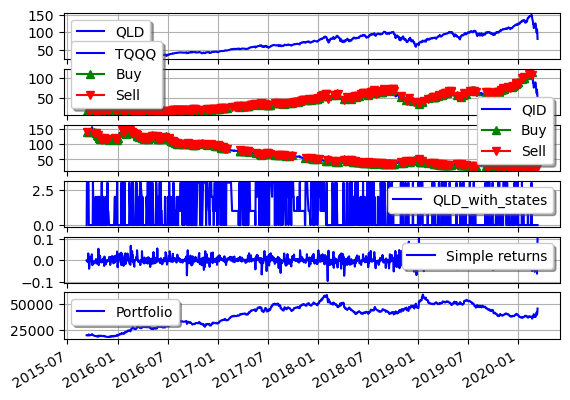 150
100
50
QLD
TQQQ
Buy
Sell
100
50
QID
Buy
Sell
150
100
50
2.5
0.0
QLD_with_states
0.1
0.0
−0.1
Simple returns
50000
25000
Portfolio
2015-07
2016-01
2016-07
2017-01
2017-07
2018-01
2018-07
2019-01
2019-07
2020-01